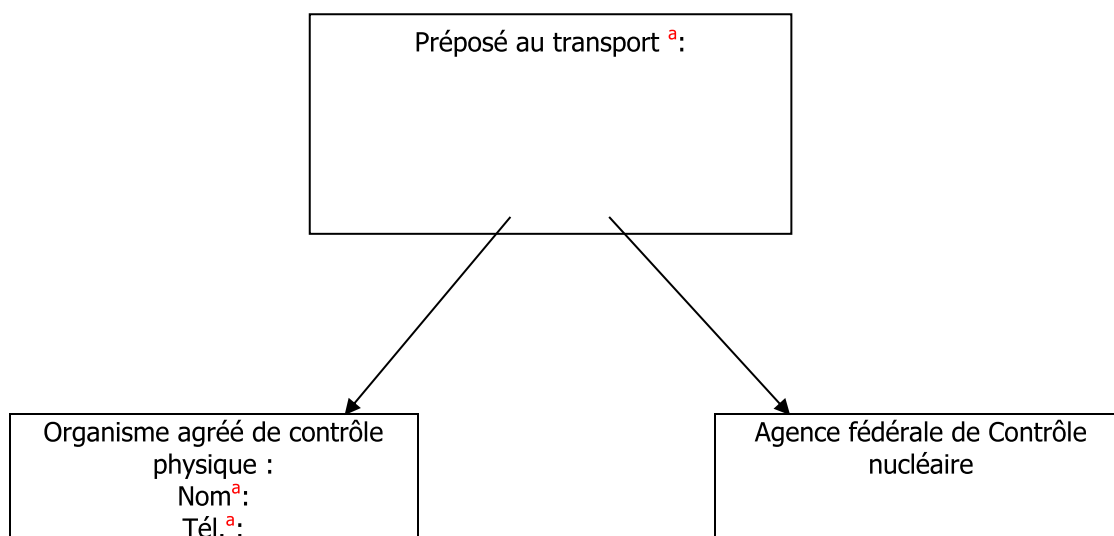 Préposé au transport ª:
Organisme agréé de contrôle
physique :
Nomª:
Tél.ª:
Agence fédérale de Contrôle
nucléaire